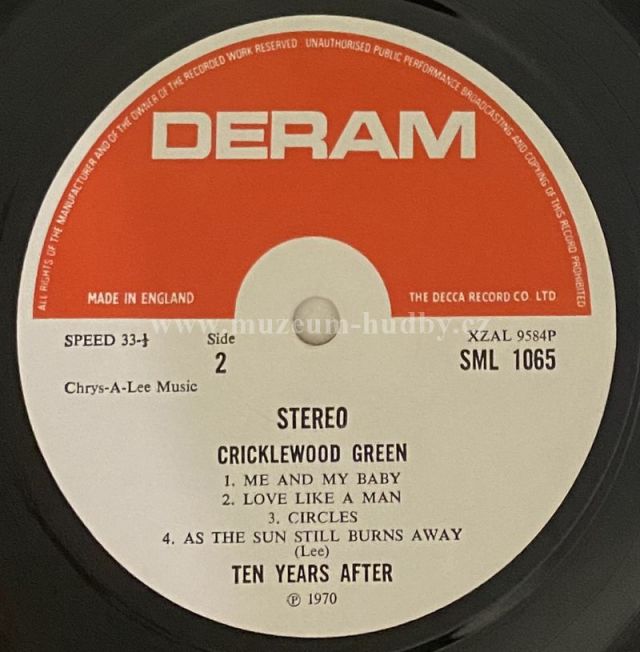 ALL RIGHTS OF THE MANUFACTURER AND OF THE OWNER OF THE RECORDED WORK RESERVED UNAUTHORISED PUBLIC PERFORMANCE BROADCASTING AND COPYING OF THIS RECORD PROHIBITED
DERAM
MADE IN ENGLAND
THE DECCA RECORD CO. LTD.
www.muzeum-hudby.cz
SPEED 33-⅓
Side
2
XZAL 9584P
SML 1065
Chrys-A-Lee Music
STEREO
CRICKLEWOOD GREEN
1. ME AND MY BABY
2. LOVE LIKE A MAN
3. CIRCLES
4. AS THE SUN STILL BURNS AWAY
(Lee)
TEN YEARS AFTER
℗ 1970